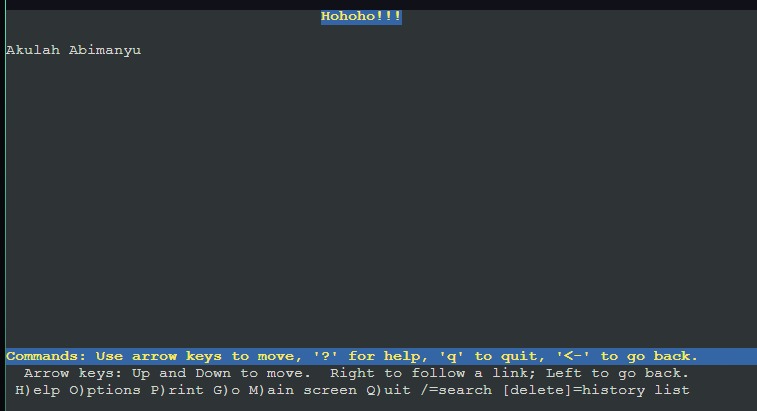 Hohoho!!!
Akulah Abimanyu
Commands: Use arrow keys to move, '?' for help, 'q' to quit, '<-' to go back.
Arrow keys: Up and Down to move.  Right to follow a link; Left to go back.
H)elp O)ptions P)rint G)o M)ain screen Q)uit /=search [delete]=history list